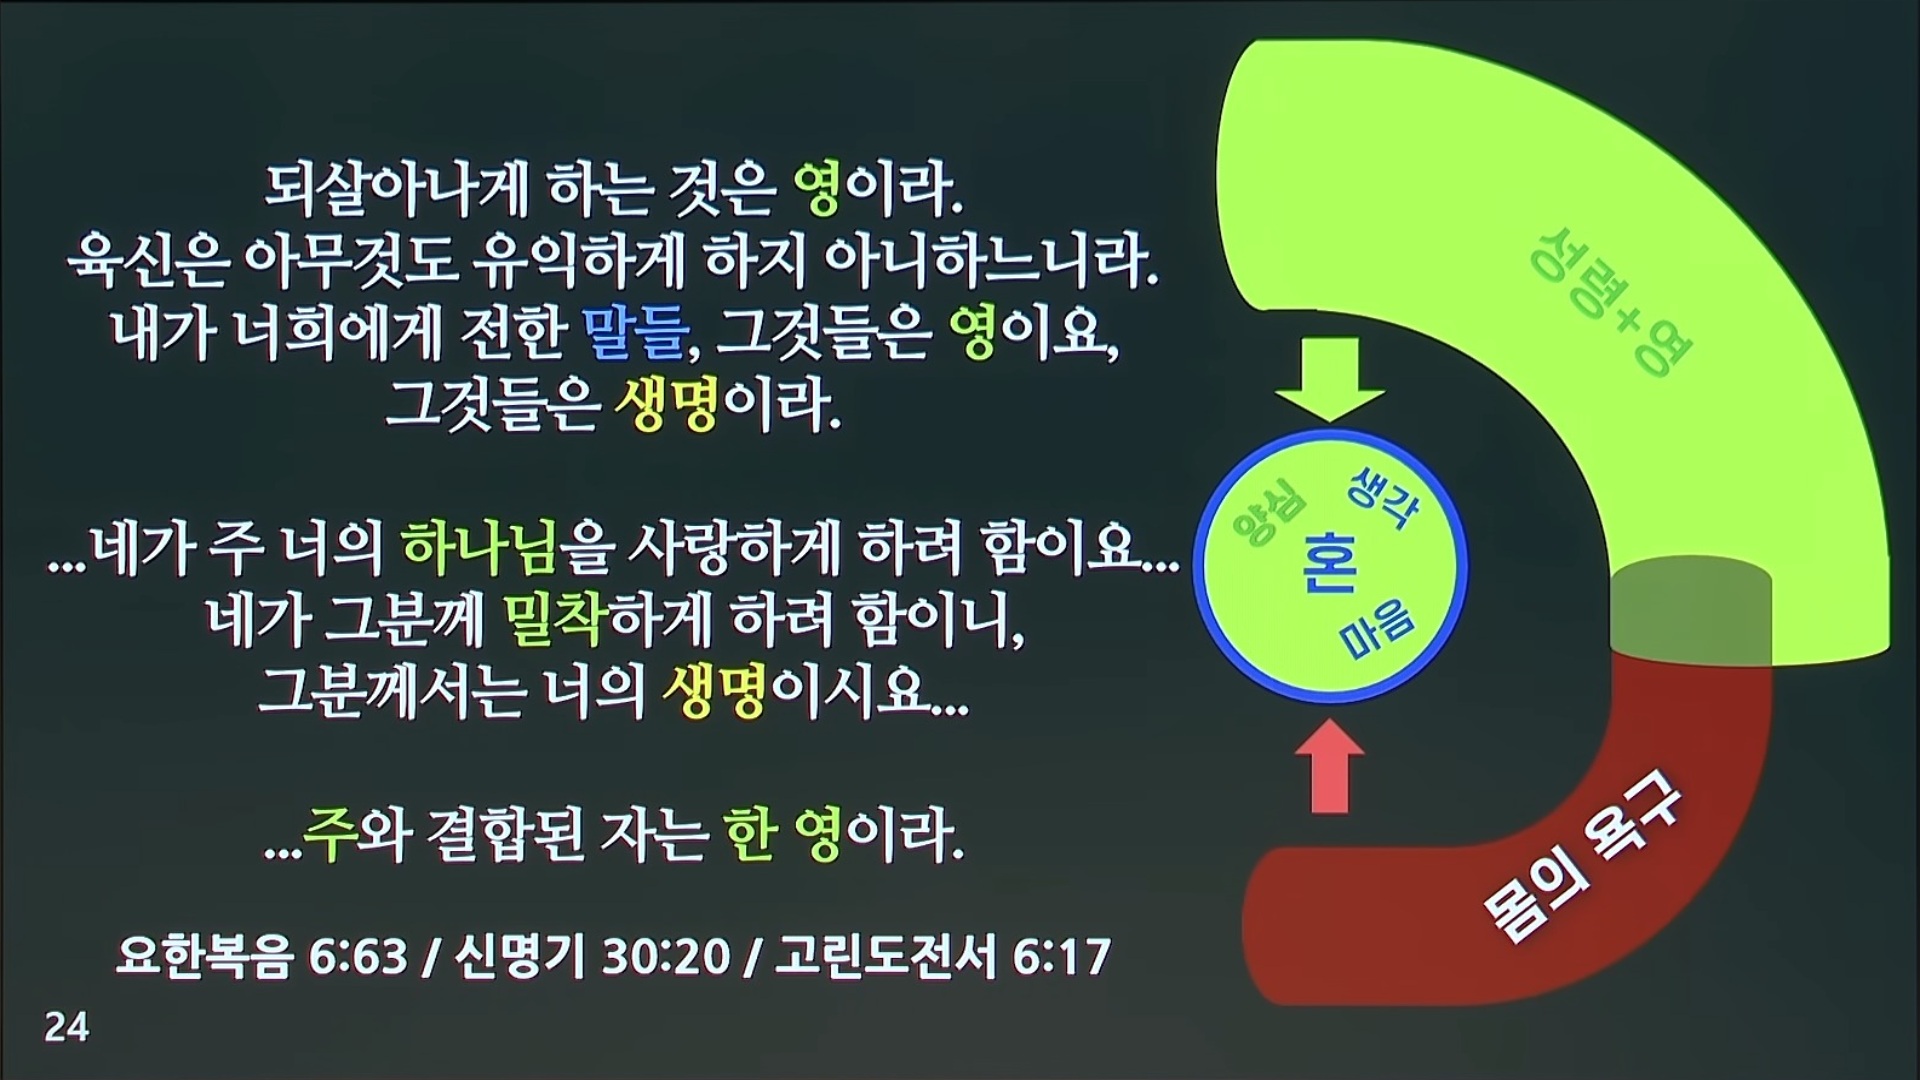 되살아나게 하는 것은 영이라.
육신은 아무것도 유익하게 하지 아니하느니라.
내가 너희에게 전한 말들, 그것들은 영이요,
그것들은 생명이라.
...네가 주 너의 하나님을 사랑하게 하려 함이요...
네가 그분께 밀착하게 하려 함이니,
그분께서는 너의 생명이시요...
...주와 결합된 자는 한 영이라.
요한복음 6:63 / 신명기 30:20 / 고린도전서 6:17
24
성령+영
양심
생각
혼
마음
몸의 욕구